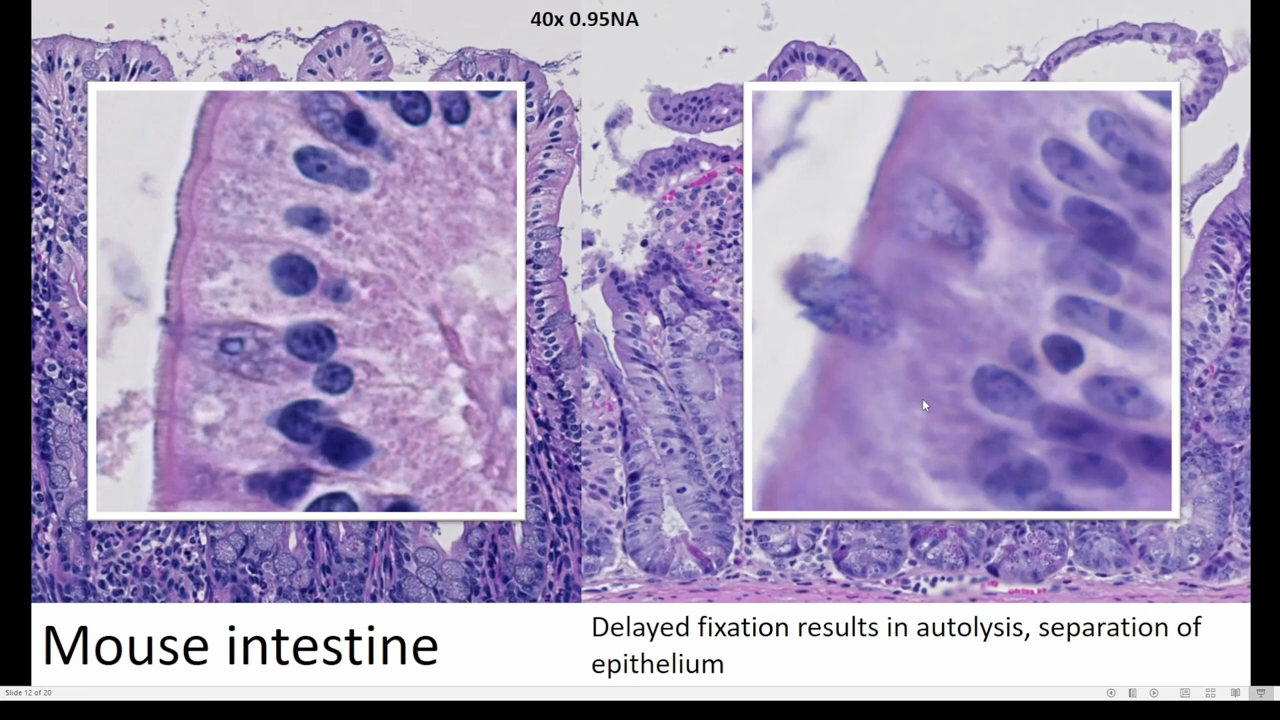 40x 0.95NA
Mouse intestine
Delayed fixation results in autolysis, separation of
epithelium
Slide 12 of 20